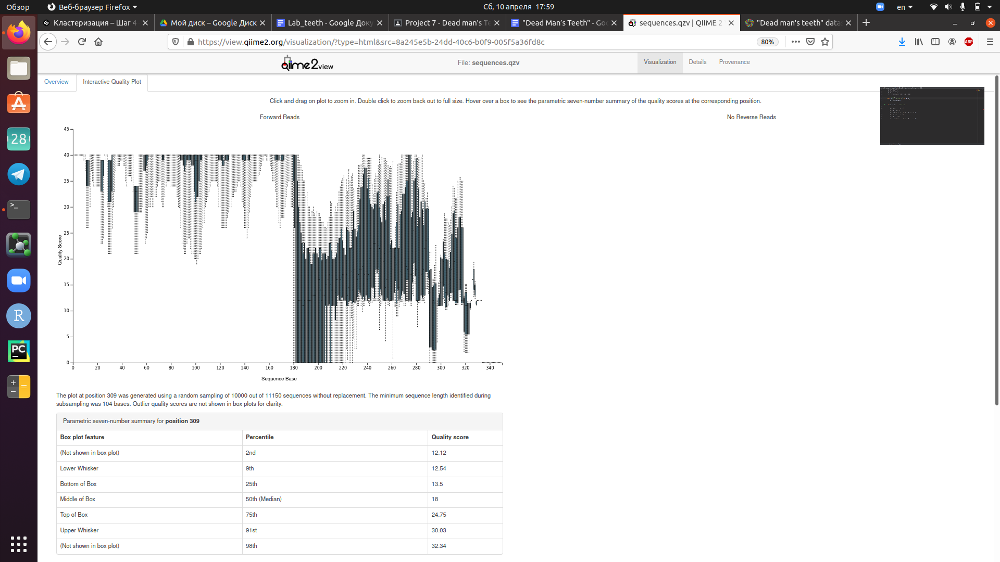 Обзор
Веб-браузер Firefox
Сб, 10 апреля 17:59
en
Кластеризация – Шаг 4
Мой диск – Google Диск
Lab_teeth - Google Доку
Project 7 - Dead man's Te
"Dead Man's Teeth" - Goo
sequences.qzv | QIIME 2
"Dead man's teeth" data
https://view.qiime2.org/visualization/?type=html&src=8a245e5b-24dd-40c6-b0f9-005f5a36fd8c
80%
ABP
qiime2view
File: sequences.qzv
Visualization
Details
Provenance
Overview
Interactive Quality Plot
Click and drag on plot to zoom in. Double click to zoom back out to full size. Hover over a box to see the parametric seven-number summary of the quality scores at the corresponding position.
Forward Reads
No Reverse Reads
45
40
35
30
25
20
15
10
5
0
Quality Score
0 20 40 60 80 100 120 140 160 180 200 220 240 260 280 300 320 340
Sequence Base
The plot at position 309 was generated using a random sampling of 10000 out of 11150 sequences without replacement. The minimum sequence length identified during
subsampling was 104 bases. Outlier quality scores are not shown in box plots for clarity.
Parametric seven-number summary for position 309
Box plot feature Percentile Quality score
(Not shown in box plot) 2nd 12.12
Lower Whisker 9th 12.54
Bottom of Box 25th 13.5
Middle of Box 50th (Median) 18
Top of Box 75th 24.75
Upper Whisker 91st 30.03
(Not shown in box plot) 98th 32.34
28
>_
R
PC